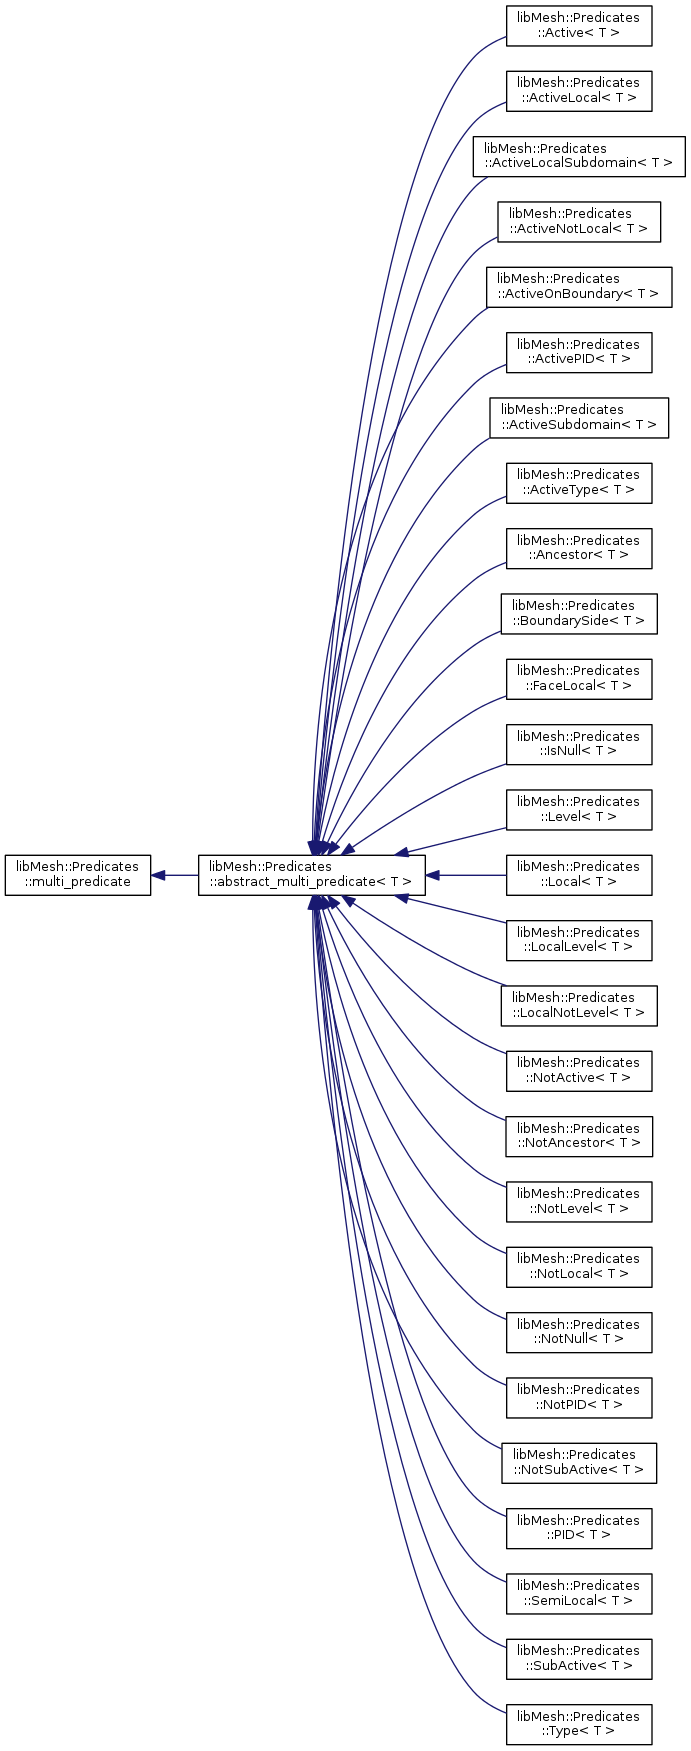 libMesh::Predicates
::Active< T >
libMesh::Predicates
::ActiveLocal< T >
libMesh::Predicates
::ActiveLocalSubdomain< T >
libMesh::Predicates
::ActiveNotLocal< T >
libMesh::Predicates
::ActiveOnBoundary< T >
libMesh::Predicates
::ActivePID< T >
libMesh::Predicates
::ActiveSubdomain< T >
libMesh::Predicates
::ActiveType< T >
libMesh::Predicates
::Ancestor< T >
libMesh::Predicates
::BoundarySide< T >
libMesh::Predicates
::FaceLocal< T >
libMesh::Predicates
::IsNull< T >
libMesh::Predicates
::Level< T >
libMesh::Predicates
::multi_predicate
libMesh::Predicates
::abstract_multi_predicate< T >
libMesh::Predicates
::Local< T >
libMesh::Predicates
::LocalLevel< T >
libMesh::Predicates
::LocalNotLevel< T >
libMesh::Predicates
::NotActive< T >
libMesh::Predicates
::NotAncestor< T >
libMesh::Predicates
::NotLevel< T >
libMesh::Predicates
::NotLocal< T >
libMesh::Predicates
::NotNull< T >
libMesh::Predicates
::NotPID< T >
libMesh::Predicates
::NotSubActive< T >
libMesh::Predicates
::PID< T >
libMesh::Predicates
::SemiLocal< T >
libMesh::Predicates
::SubActive< T >
libMesh::Predicates
::Type< T >